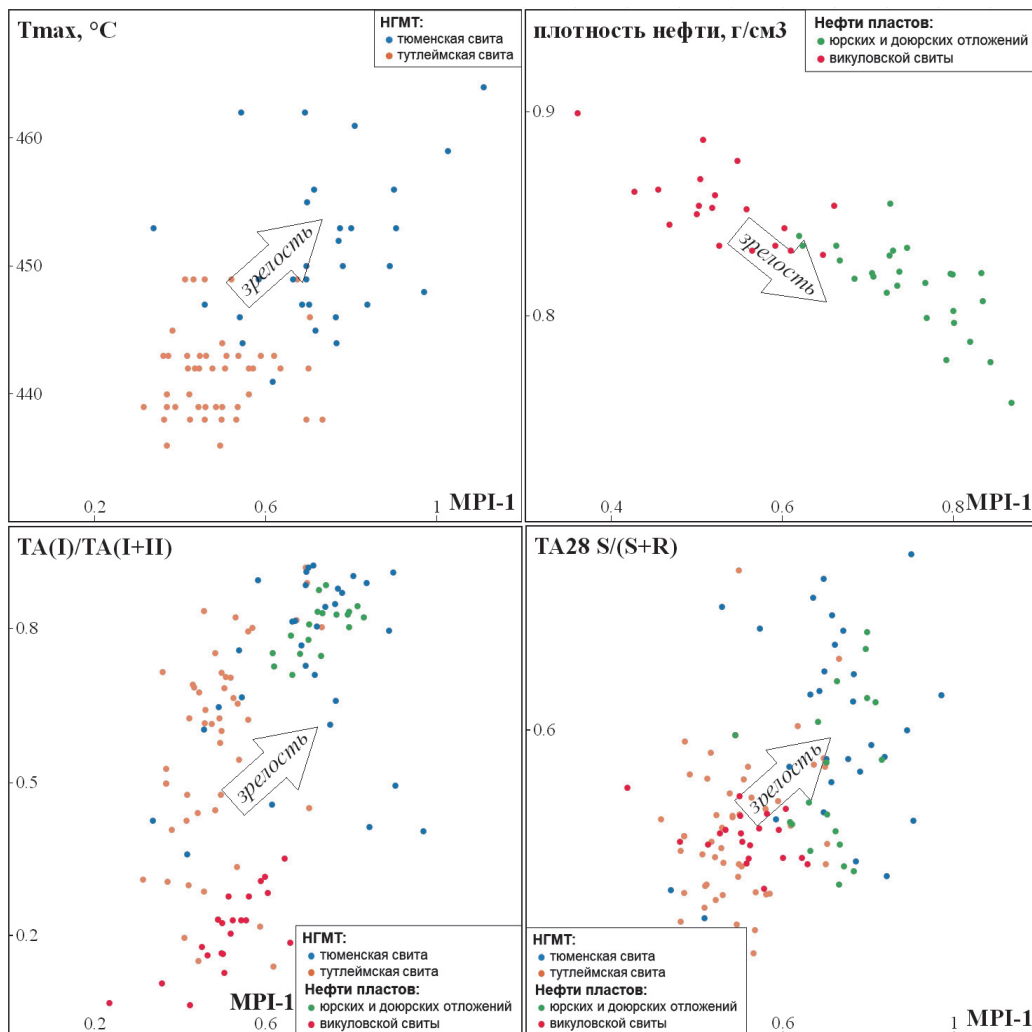 Tmax, °C
НГМТ:
тюменская свита
тутлеймская свита
460
450
440
зрелость
0.2
0.6
1
MPI-1
плотность нефти, г/см3
Нефти пластов:
юрских и доюрских отложений
викуловской свиты
0.9
0.8
зрелость
0.4
0.6
0.8
MPI-1
TA(I)/TA(I+II)
0.8
0.5
0.2
зрелость
НГМТ:
тюменская свита
тутлеймская свита
Нефти пластов:
юрских и доюрских отложений
викуловской свиты
MPI-1
0.2
0.6
TA28 S/(S+R)
0.6
зрелость
НГМТ:
тюменская свита
тутлеймская свита
Нефти пластов:
юрских и доюрских отложений
викуловской свиты
0.6
1
MPI-1